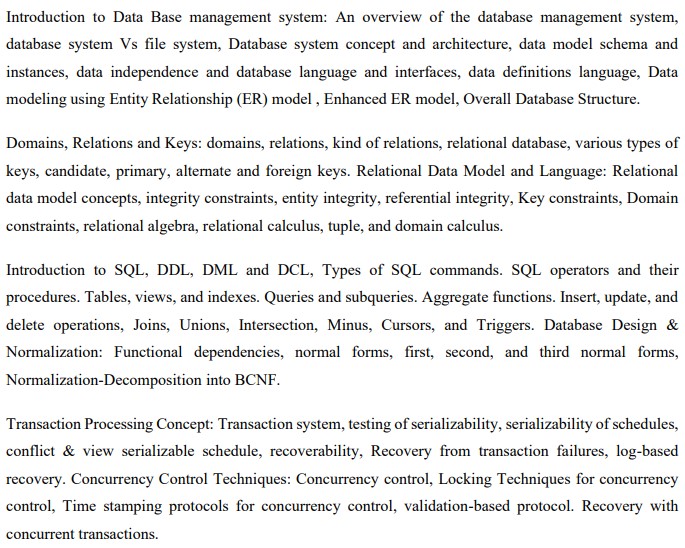 Introduction to Data Base management system: An overview of the database management system,
database system Vs file system, Database system concept and architecture, data model schema and
instances, data independence and database language and interfaces, data definitions language, Data
modeling using Entity Relationship (ER) model , Enhanced ER model, Overall Database Structure.
Domains, Relations and Keys: domains, relations, kind of relations, relational database, various types of
keys, candidate, primary, alternate and foreign keys. Relational Data Model and Language: Relational
data model concepts, integrity constraints, entity integrity, referential integrity, Key constraints, Domain
constraints, relational algebra, relational calculus, tuple, and domain calculus.
Introduction to SQL, DDL, DML and DCL, Types of SQL commands. SQL operators and their
procedures. Tables, views, and indexes. Queries and subqueries. Aggregate functions. Insert, update, and
delete operations, Joins, Unions, Intersection, Minus, Cursors, and Triggers. Database Design &
Normalization: Functional dependencies, normal forms, first, second, and third normal forms,
Normalization-Decomposition into BCNF.
Transaction Processing Concept: Transaction system, testing of serializability, serializability of schedules,
conflict & view serializable schedule, recoverability, Recovery from transaction failures, log-based
recovery. Concurrency Control Techniques: Concurrency control, Locking Techniques for concurrency
control, Time stamping protocols for concurrency control, validation-based protocol. Recovery with
concurrent transactions.